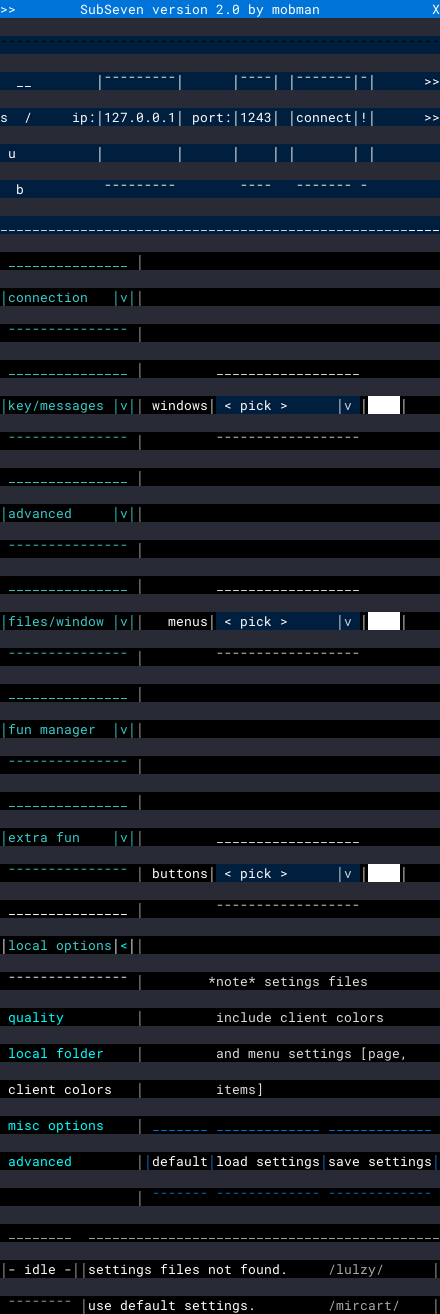 >> SubSeven version 2.0 by mobman X
>>
s / ip:|127.0.0.1| port:|1243| |connect|!| >>
u
b
|connection |v||
|key/messages |v|| windows| < pick > |v | |
|advanced |v||
|files/window |v|| menus| < pick > |v | |
|fun manager |v||
|extra fun |v||
| buttons| < pick > |v | |
|local options|<||
| *note* setings files
quality | include client colors
local folder | and menu settings [page,
client colors | items]
misc options |
advanced ||default|load settings|save settings|
|- idle -||settings files not found. /lulzy/ |
|use default settings. /mircart/ |